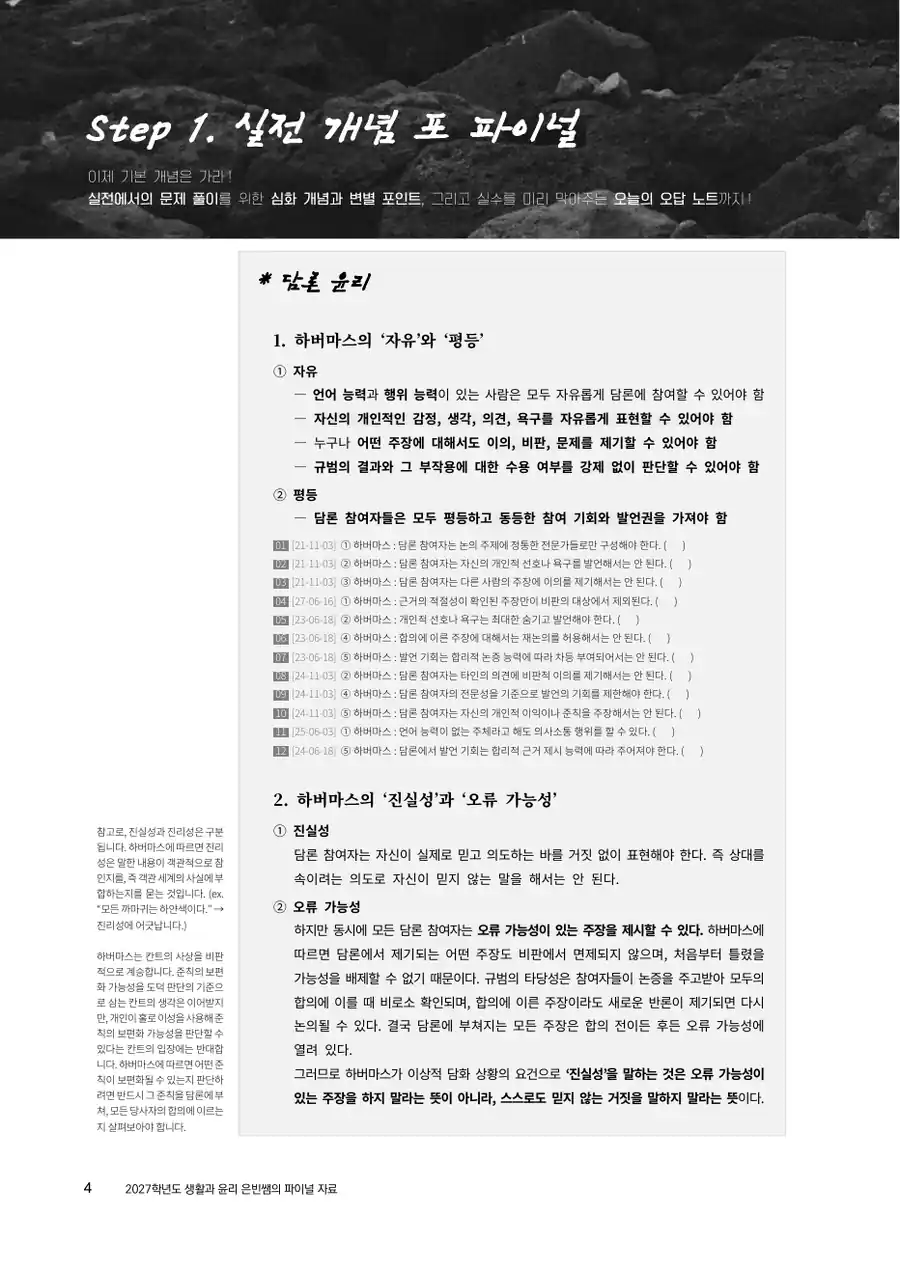 Step 1. 실전 개념 포 파이널
이제 기본 개념은 가라!
실전에서의 문제 풀이를 위한 심화 개념과 변별 포인트, 그리고 실수를 미리 막아주는 오늘의 오답 노트까지!
* 담론 윤리
1. 하버마스의 ‘자유’와 ‘평등’
① 자유
― 언어 능력과 행위 능력이 있는 사람은 모두 자유롭게 담론에 참여할 수 있어야 함
― 자신의 개인적인 감정, 생각, 의견, 욕구를 자유롭게 표현할 수 있어야 함
― 누구나 어떤 주장에 대해서도 이의, 비판, 문제를 제기할 수 있어야 함
― 규범의 결과와 그 부작용에 대한 수용 여부를 강제 없이 판단할 수 있어야 함
② 평등
― 담론 참여자들은 모두 평등하고 동등한 참여 기회와 발언권을 가져야 함
01 [21-11-03] ① 하버마스 : 담론 참여자는 논의 주제에 정통한 전문가들로만 구성해야 한다. (      )
02 [21-11-03] ② 하버마스 : 담론 참여자는 자신의 개인적 선호나 욕구를 발언해서는 안 된다. (      )
03 [21-11-03] ③ 하버마스 : 담론 참여자는 다른 사람의 주장에 이의를 제기해서는 안 된다. (      )
04 [27-06-16] ① 하버마스 : 근거의 적절성이 확인된 주장만이 비판의 대상에서 제외된다. (      )
05 [23-06-18] ② 하버마스 : 개인적 선호나 욕구는 최대한 숨기고 발언해야 한다. (      )
06 [23-06-18] ④ 하버마스 : 합의에 이른 주장에 대해서는 재논의를 허용해서는 안 된다. (      )
07 [23-06-18] ⑤ 하버마스 : 발언 기회는 합리적 논증 능력에 따라 차등 부여되어서는 안 된다. (      )
08 [24-11-03] ② 하버마스 : 담론 참여자는 타인의 의견에 비판적 이의를 제기해서는 안 된다. (      )
09 [24-11-03] ④ 하버마스 : 담론 참여자의 전문성을 기준으로 발언의 기회를 제한해야 한다. (      )
10 [24-11-03] ⑤ 하버마스 : 담론 참여자는 자신의 개인적 이익이나 준칙을 주장해서는 안 된다. (      )
11 [25-06-03] ① 하버마스 : 언어 능력이 없는 주체라고 해도 의사소통 행위를 할 수 있다. (      )
12 [24-06-18] ⑤ 하버마스 : 담론에서 발언 기회는 합리적 근거 제시 능력에 따라 주어져야 한다. (      )
2. 하버마스의 ‘진실성’과 ‘오류 가능성’
① 진실성
담론 참여자는 자신이 실제로 믿고 의도하는 바를 거짓 없이 표현해야 한다. 즉 상대를
속이려는 의도로 자신이 믿지 않는 말을 해서는 안 된다.
② 오류 가능성
하지만 동시에 모든 담론 참여자는 오류 가능성이 있는 주장을 제시할 수 있다. 하버마스에
따르면 담론에서 제기되는 어떤 주장도 비판에서 면제되지 않으며, 처음부터 틀렸을
가능성을 배제할 수 없기 때문이다. 규범의 타당성은 참여자들이 논증을 주고받아 모두의
합의에 이를 때 비로소 확인되며, 합의에 이른 주장이라도 새로운 반론이 제기되면 다시
논의될 수 있다. 결국 담론에 부쳐지는 모든 주장은 합의 전이든 후든 오류 가능성에
열려 있다.
그러므로 하버마스가 이상적 담화 상황의 요건으로 ‘진실성’을 말하는 것은 오류 가능성이
있는 주장을 하지 말라는 뜻이 아니라, 스스로도 믿지 않는 거짓을 말하지 말라는 뜻이다.
참고로, 진실성과 진리성은 구분
됩니다. 하버마스에 따르면 진리
성은 말한 내용이 객관적으로 참
인지를, 즉 객관 세계의 사실에 부
합하는지를 묻는 것입니다. (ex.
“모든 까마귀는 하얀색이다.” →
진리성에 어긋납니다.)
하버마스는 칸트의 사상을 비판
적으로 계승합니다. 준칙의 보편
화 가능성을 도덕 판단의 기준으
로 삼는 칸트의 생각은 이어받지
만, 개인이 홀로 이성을 사용해 준
칙의 보편화 가능성을 판단할 수
있다는 칸트의 입장에는 반대합
니다. 하버마스에 따르면 어떤 준
칙이 보편화될 수 있는지 판단하
려면 반드시 그 준칙을 담론에 부
쳐, 모든 당사자의 합의에 이르는
지 살펴보아야 합니다.
4 2027학년도 생활과 윤리 은빈쌤의 파이널 자료